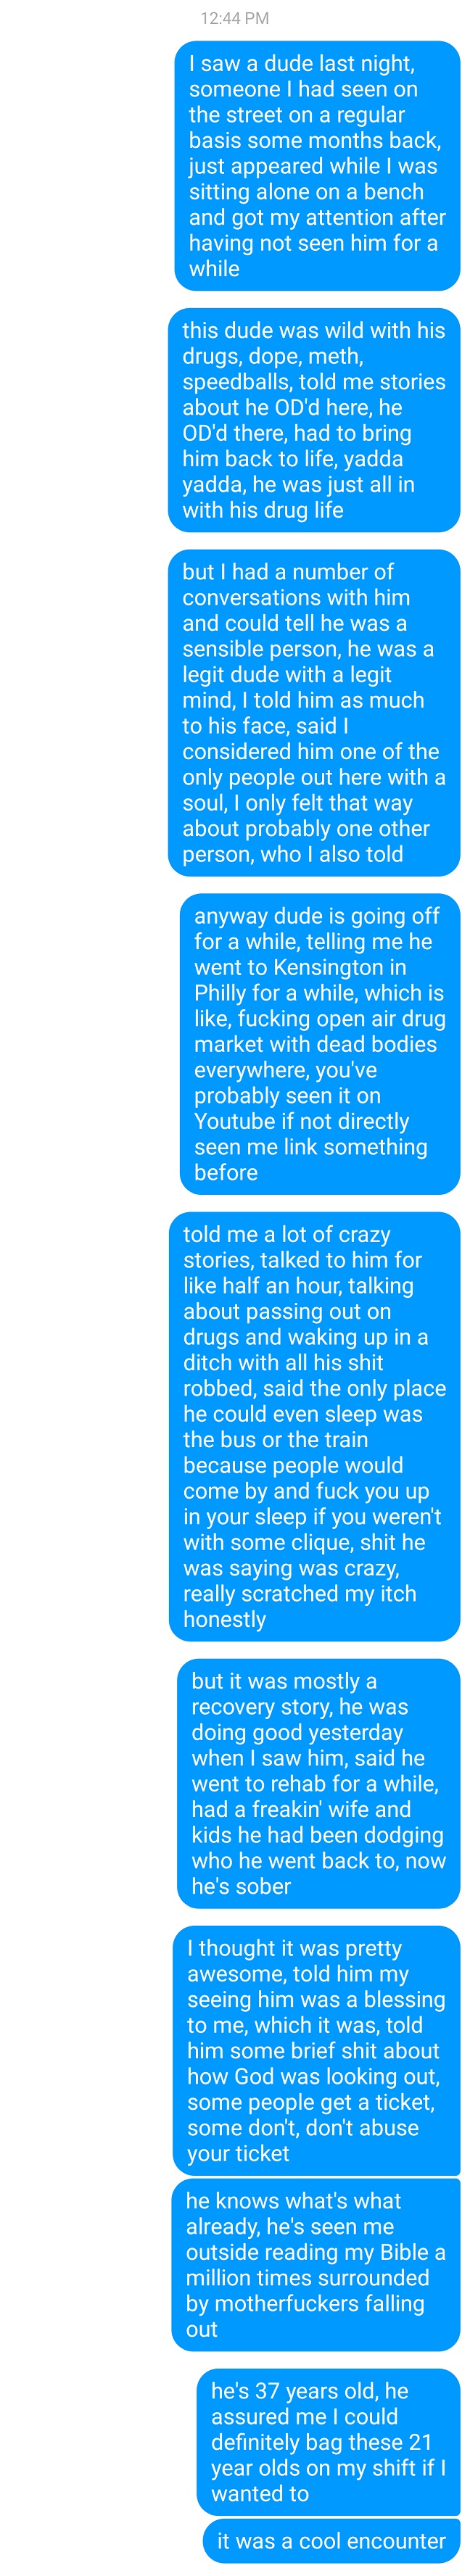 12:44 PM
I saw a dude last night,
someone I had seen on
the street on a regular
basis some months back,
just appeared while I was
sitting alone on a bench
and got my attention after
having not seen him for a
while
this dude was wild with his
drugs, dope, meth,
speedballs, told me stories
about he OD'd here, he
OD'd there, had to bring
him back to life, yadda
yadda, he was just all in
with his drug life
but I had a number of
conversations with him
and could tell he was a
sensible person, he was a
legit dude with a legit
mind, I told him as much
to his face, said I
considered him one of the
only people out here with a
soul, I only felt that way
about probably one other
person, who I also told
anyway dude is going off
for a while, telling me he
went to Kensington in
Philly for a while, which is
like, fucking open air drug
market with dead bodies
everywhere, you've
probably seen it on
Youtube if not directly
seen me link something
before
told me a lot of crazy
stories, talked to him for
like half an hour, talking
about passing out on
drugs and waking up in a
ditch with all his shit
robbed, said the only place
he could even sleep was
the bus or the train
because people would
come by and fuck you up
in your sleep if you weren't
with some clique, shit he
was saying was crazy,
really scratched my itch
honestly
but it was mostly a
recovery story, he was
doing good yesterday
when I saw him, said he
went to rehab for a while,
had a freakin' wife and
kids he had been dodging
who he went back to, now
he's sober
I thought it was pretty
awesome, told him my
seeing him was a blessing
to me, which it was, told
him some brief shit about
how God was looking out,
some people get a ticket,
some don't, don't abuse
your ticket
he knows what's what
already, he's seen me
outside reading my Bible a
million times surrounded
by motherfuckers falling
out
he's 37 years old, he
assured me I could
definitely bag these 21
year olds on my shift if I
wanted to
it was a cool encounter